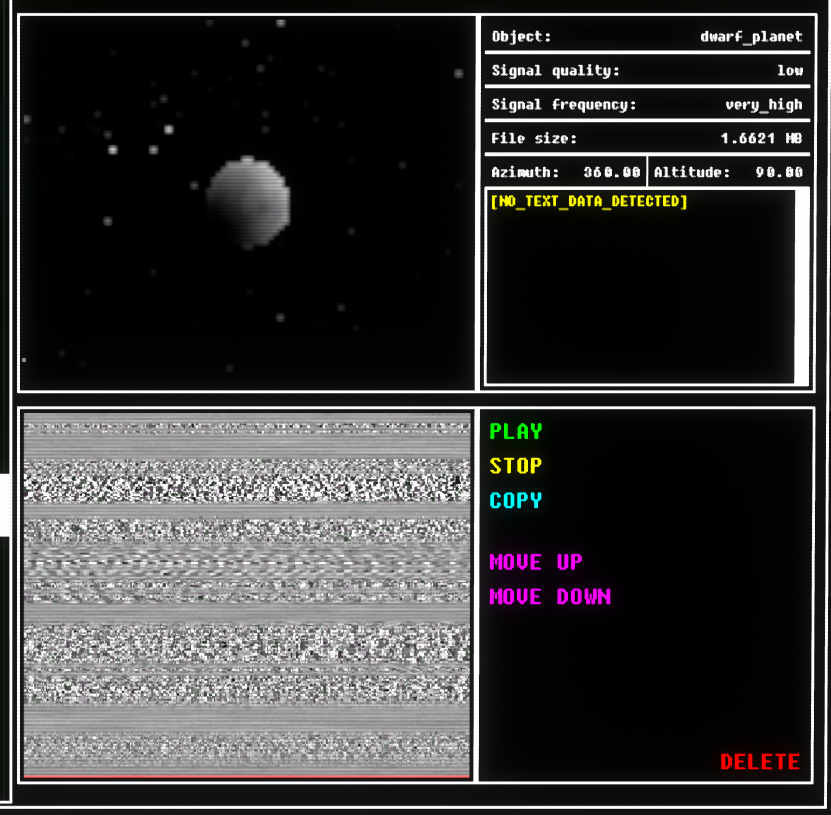 Object: dwarf_planet
Signal quality: low
Signal frequency: very_high
File size: 1.6621 MB
Azimuth: 360.00 Altitude: 90.00
[NO_TEXT_DATA_DETECTED]
PLAY
STOP
COPY
MOVE UP
MOVE DOWN
DELETE